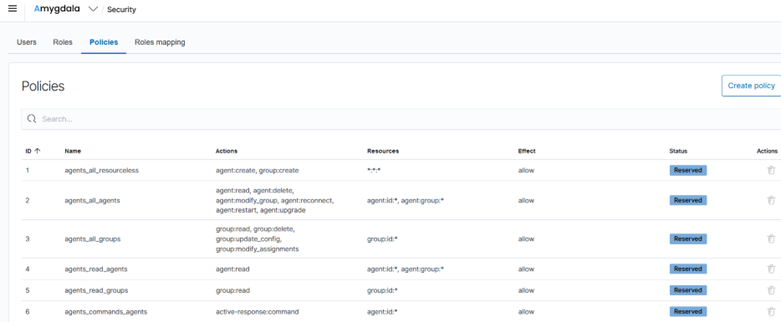 Amygdala / Security
Users Roles Policies Roles mapping
Policies Create policy
Search...
ID Name Actions Resources Effect Status Actions
1 agents_all_resourceless agent:create, group:create *:*:* allow Reserved
2 agents_all_agents agent:read, agent:delete, agent:modify_group, agent:reconnect, agent:restart, agent:upgrade agent:id:*, agent:group:* allow Reserved
3 agents_all_groups group:read, group:delete, group:update_config, group:modify_assignments group:id:* allow Reserved
4 agents_read_agents agent:read agent:id:*, agent:group:* allow Reserved
5 agents_read_groups group:read group:id:* allow Reserved
6 agents_commands_agents active-response:command agent:id:* allow Reserved